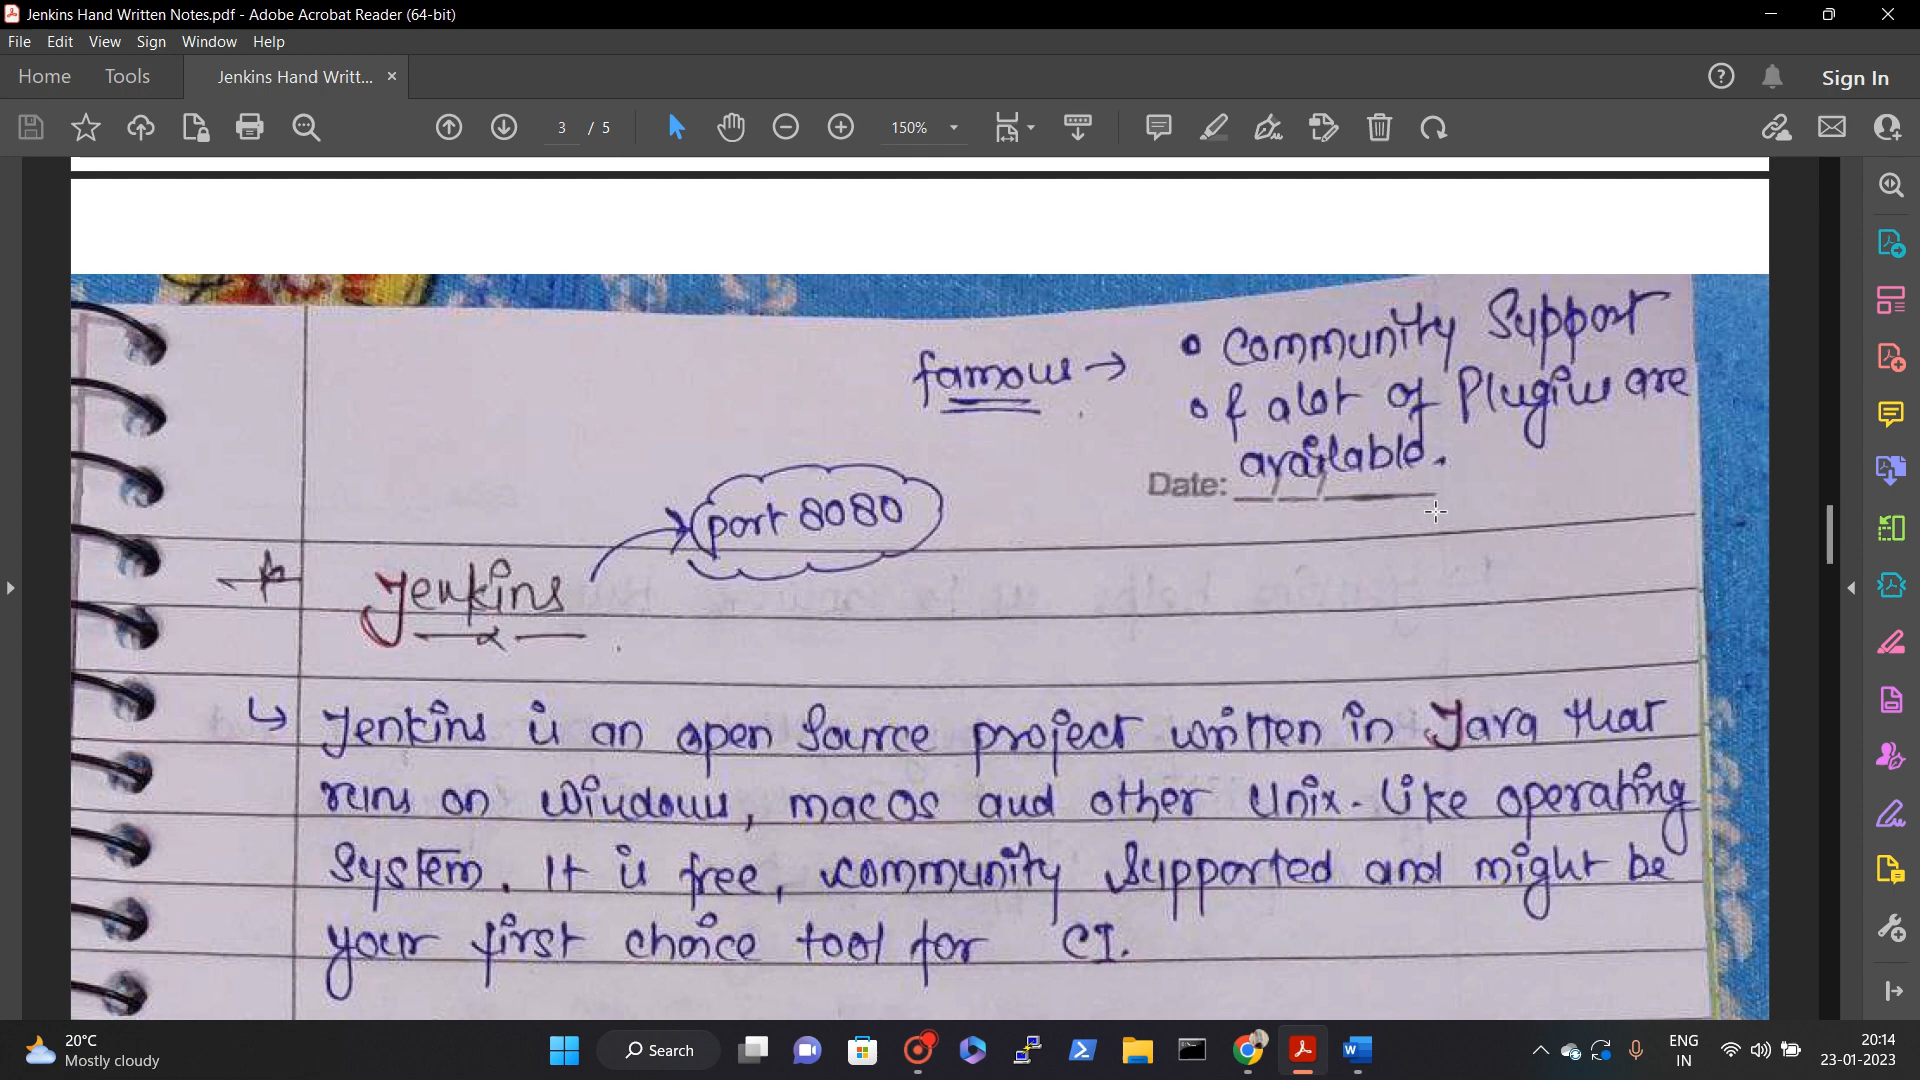 Jenkins Hand Written Notes.pdf - Adobe Acrobat Reader (64-bit)
File Edit View Sign Window Help
Home Tools Jenkins Hand Writt... × Sign In
3 / 5 150%
famous → • Community Support
• & a lot of Plugins are
available.
Date: __/__/____
port 8080
Jenkins
↳ Jenkins is an open source project written in Java that
runs on Windows, macOS and other Unix-like operating
System. It is free, community supported and might be
your first choice tool for CI.
20°C
Mostly cloudy
Search
ENG
IN
20:14
23-01-2023